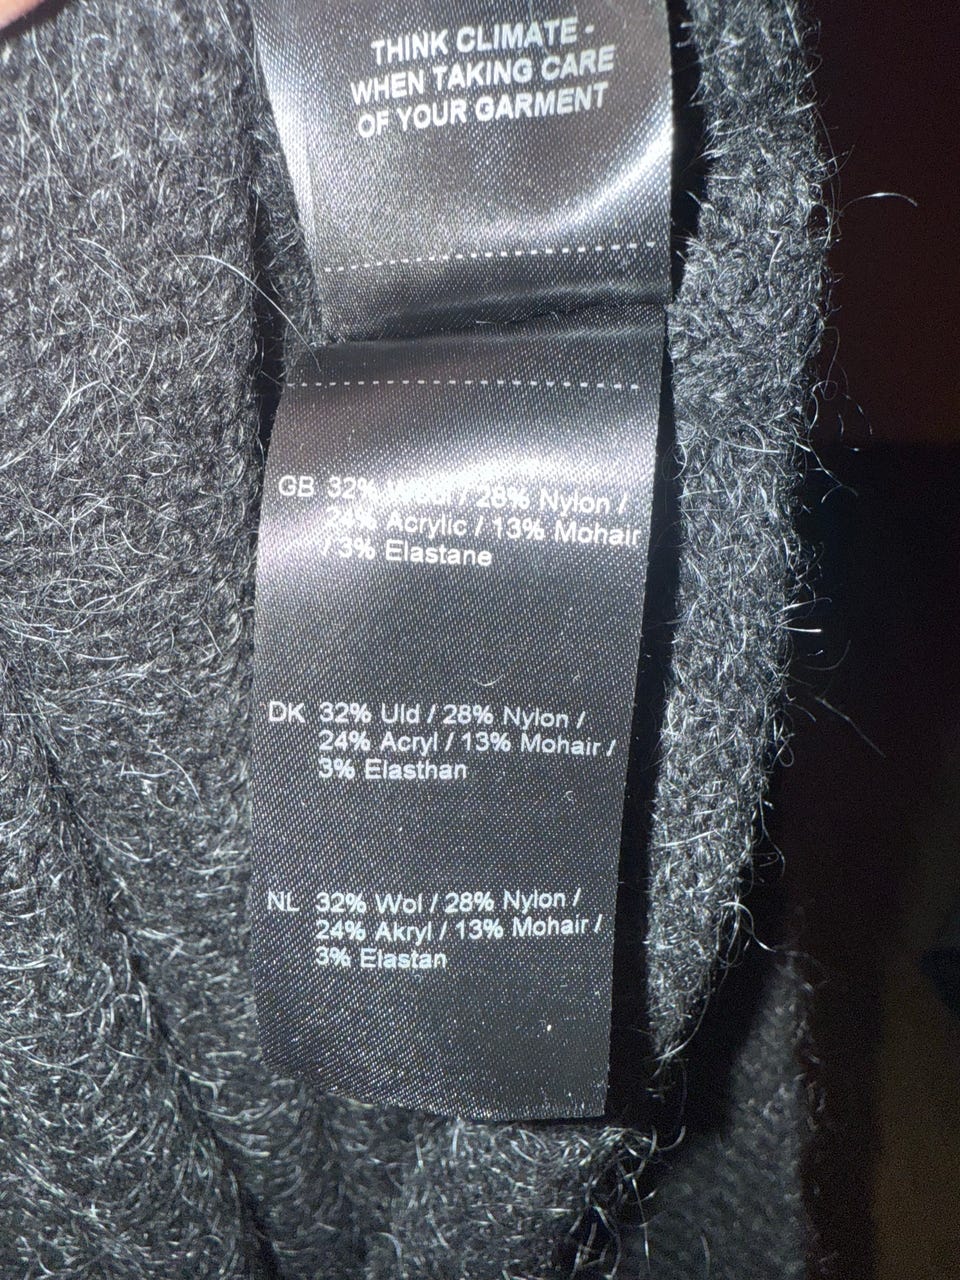 THINK CLIMATE -
WHEN TAKING CARE
OF YOUR GARMENT
GB 32% Wool / 28% Nylon /
24% Acrylic / 13% Mohair
/ 3% Elastane
DK 32% Uld / 28% Nylon /
24% Acryl / 13% Mohair /
3% Elasthan
NL 32% Wol / 28% Nylon /
24% Akryl / 13% Mohair /
3% Elastan